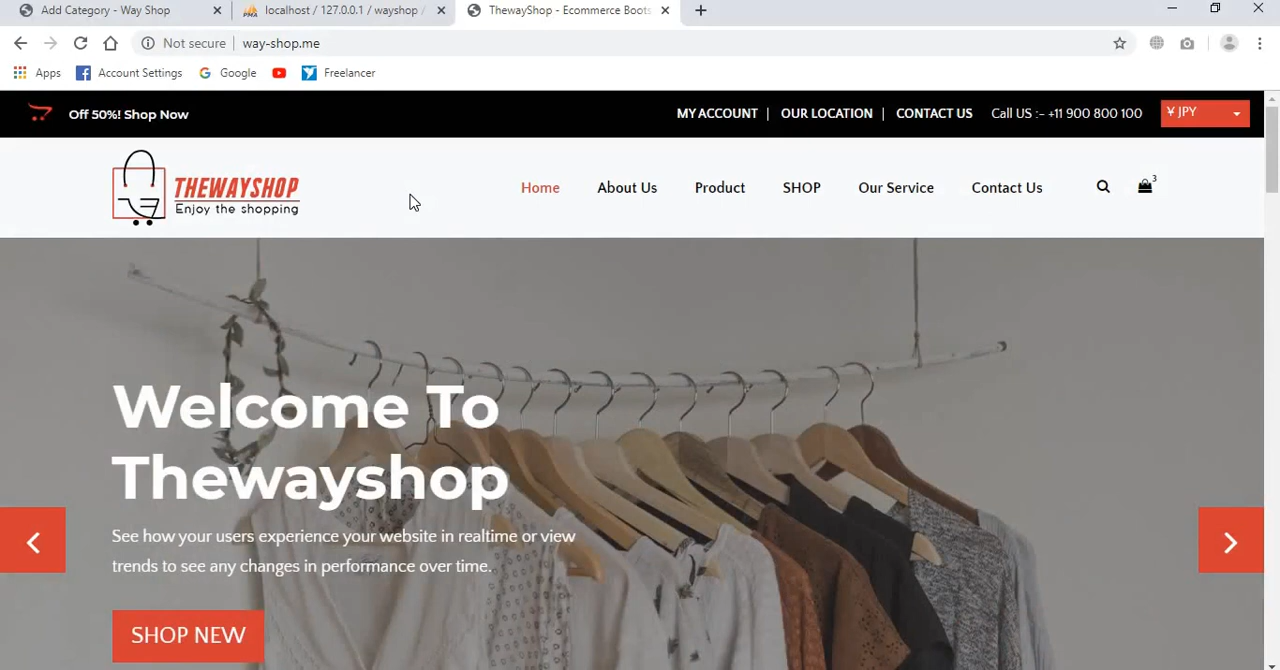 Add Category - Way Shop
localhost / 127.0.0.1 / wayshop /
ThewayShop - Ecommerce Boots
Not secure
way-shop.me
Apps
Account Settings
Google
Freelancer
Off 50%! Shop Now
MY ACCOUNT | OUR LOCATION | CONTACT US Call US :- +11 900 800 100
¥ JPY
THEWAYSHOP
Enjoy the shopping
Home About Us Product SHOP Our Service Contact Us
3
Welcome To
Thewayshop
See how your users experience your website in realtime or view
trends to see any changes in performance over time.
SHOP NEW